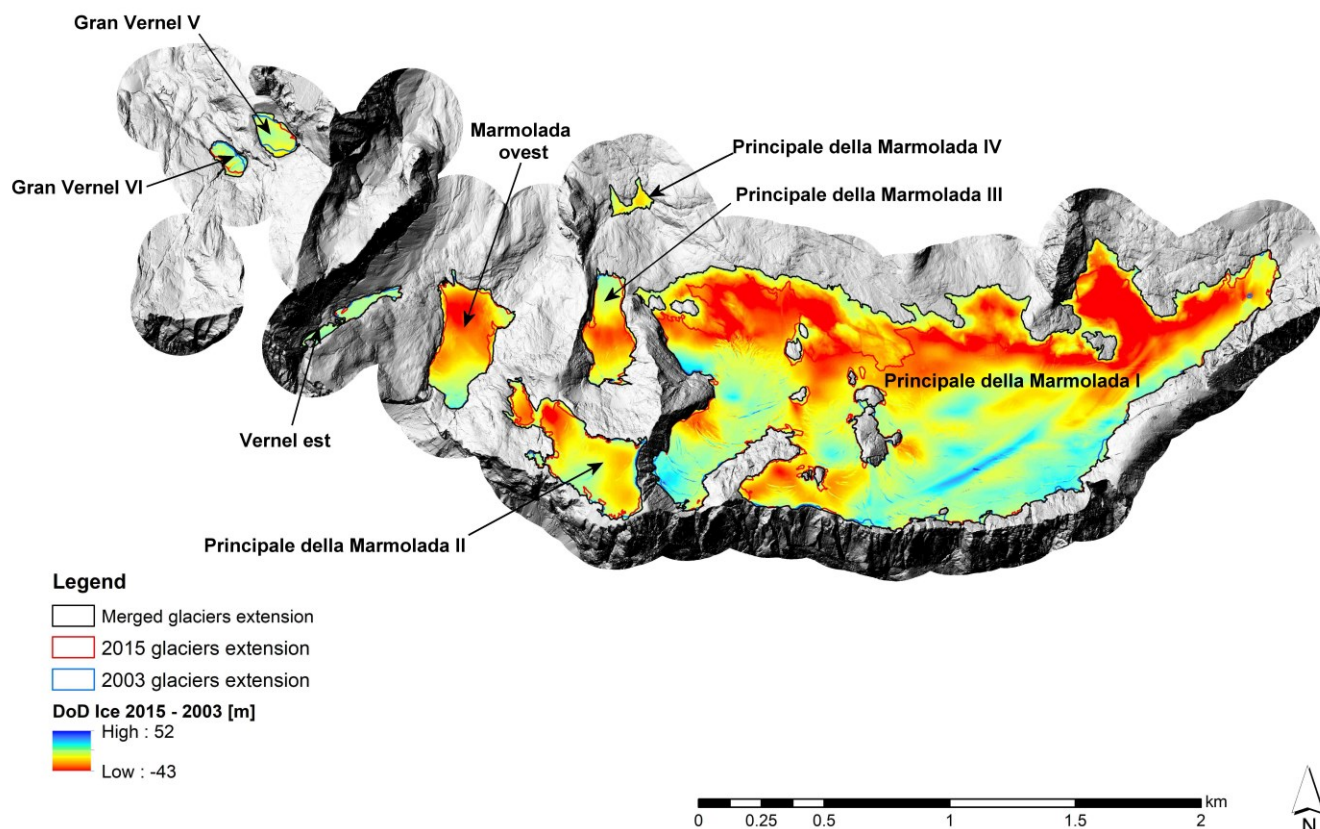 Gran Vernel V
Marmolada
ovest
Principale della Marmolada IV
Gran Vernel VI
Principale della Marmolada III
Principale della Marmolada I
Vernel est
Principale della Marmolada II
Legend
Merged glaciers extension
2015 glaciers extension
2003 glaciers extension
DoD Ice 2015 - 2003 [m]
High : 52
Low : -43
km
0 0.25 0.5 1 1.5 2
N